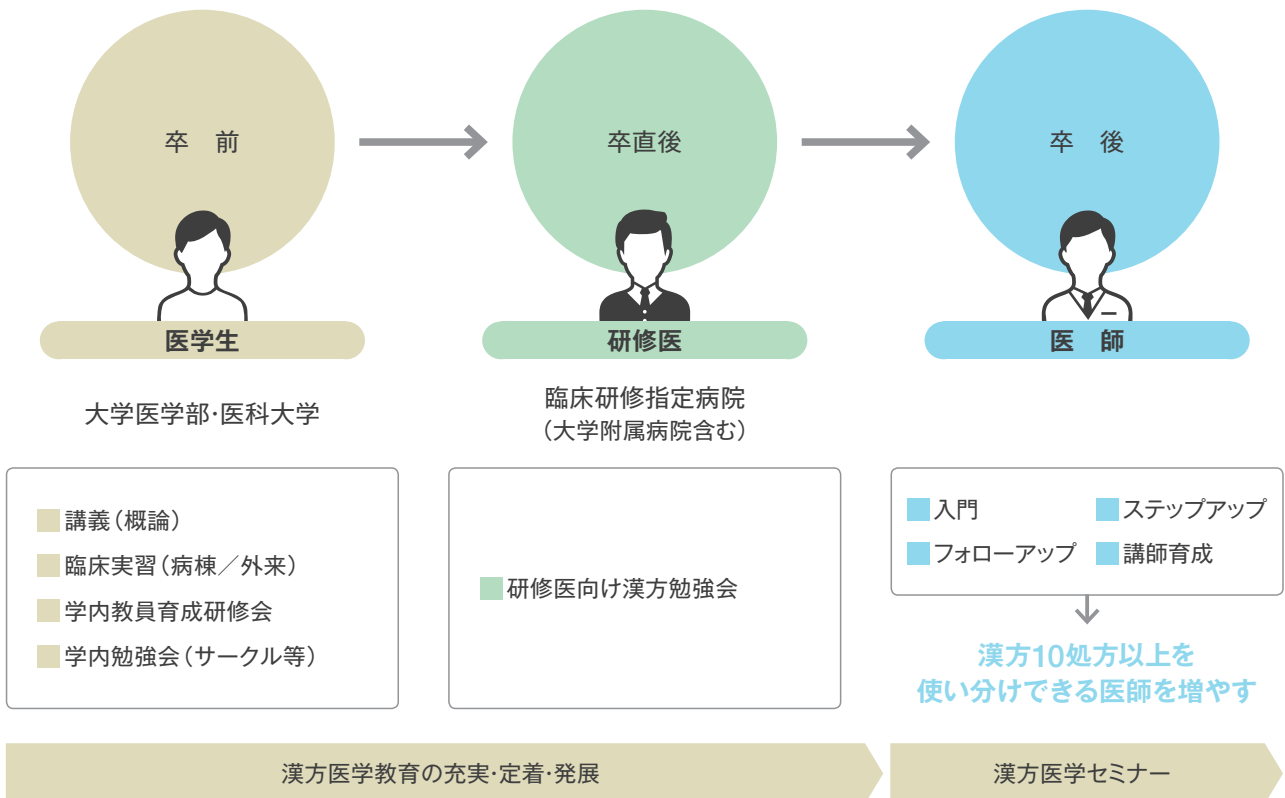 卒　前
卒直後
卒　後
医学生
研修医
医　師
大学医学部・医科大学
臨床研修指定病院
（大学附属病院含む）
講義（概論）
臨床実習（病棟／外来）
学内教員育成研修会
学内勉強会（サークル等）
研修医向け漢方勉強会
入門
ステップアップ
フォローアップ
講師育成
漢方10処方以上を
使い分けできる医師を増やす
漢方医学教育の充実・定着・発展
漢方医学セミナー